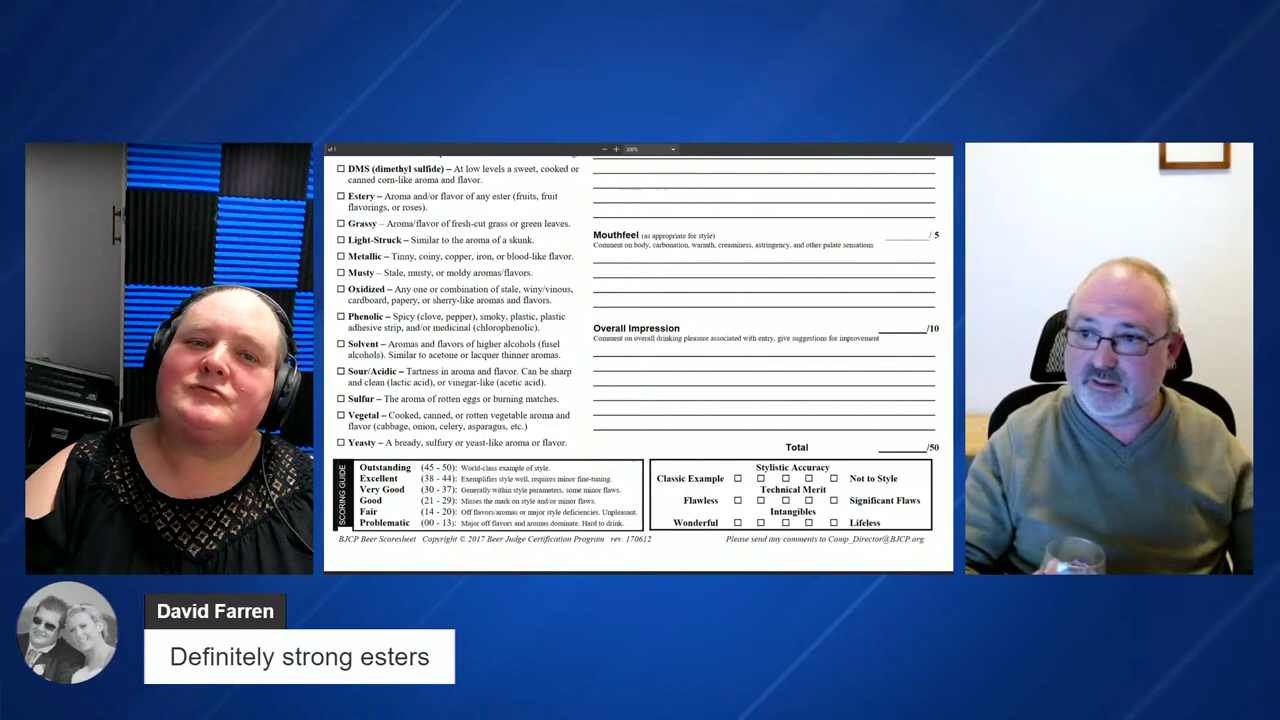 of 1
200%
DMS (dimethyl sulfide) – At low levels a sweet, cooked or
canned corn-like aroma and flavor.
Estery – Aroma and/or flavor of any ester (fruits, fruit
flavorings, or roses).
Grassy – Aroma/flavor of fresh-cut grass or green leaves.
Light-Struck – Similar to the aroma of a skunk.
Metallic – Tinny, coiny, copper, iron, or blood-like flavor.
Musty – Stale, musty, or moldy aromas/flavors.
Oxidized – Any one or combination of stale, winy/vinous,
cardboard, papery, or sherry-like aromas and flavors.
Phenolic – Spicy (clove, pepper), smoky, plastic, plastic
adhesive strip, and/or medicinal (chlorophenolic).
Solvent – Aromas and flavors of higher alcohols (fusel
alcohols). Similar to acetone or lacquer thinner aromas.
Sour/Acidic – Tartness in aroma and flavor. Can be sharp
and clean (lactic acid), or vinegar-like (acetic acid).
Sulfur – The aroma of rotten eggs or burning matches.
Vegetal – Cooked, canned, or rotten vegetable aroma and
flavor (cabbage, onion, celery, asparagus, etc.)
Yeasty – A bready, sulfury or yeast-like aroma or flavor.
Mouthfeel (as appropriate for style) / 5
Comment on body, carbonation, warmth, creaminess, astringency, and other palate sensations
Overall Impression /10
Comment on overall drinking pleasure associated with entry, give suggestions for improvement
Total /50
SCORING GUIDE
Outstanding (45 - 50): World-class example of style.
Excellent (38 - 44): Exemplifies style well, requires minor fine-tuning.
Very Good (30 - 37): Generally within style parameters, some minor flaws.
Good (21 - 29): Misses the mark on style and/or minor flaws.
Fair (14 - 20): Off flavors/aromas or major style deficiencies. Unpleasant.
Problematic (00 - 13): Major off flavors and aromas dominate. Hard to drink.
Stylistic Accuracy
Classic Example Not to Style
Technical Merit
Flawless Significant Flaws
Intangibles
Wonderful Lifeless
BJCP Beer Scoresheet Copyright © 2017 Beer Judge Certification Program rev. 170612
Please send any comments to Comp_Director@BJCP.org
David Farren
Definitely strong esters